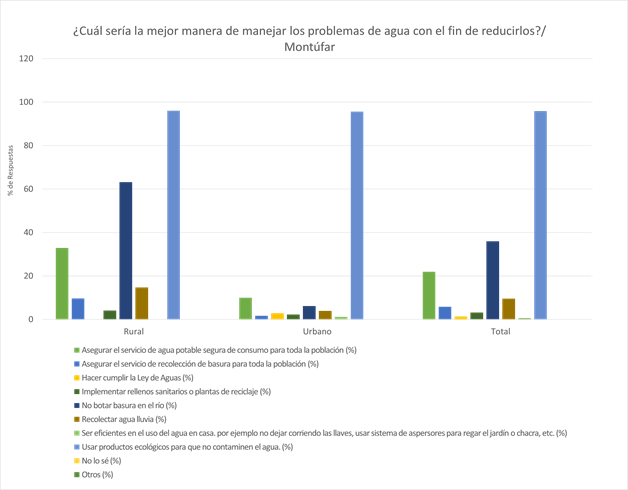 ¿Cuál sería la mejor manera de manejar los problemas de agua con el fin de reducirlos?/
Montúfar
120
100
80
60
40
20
0
% de Respuestas
Rural
Urbano
Total
Asegurar el servicio de agua potable segura de consumo para toda la población (%)
Asegurar el servicio de recolección de basura para toda la población (%)
Hacer cumplir la Ley de Aguas (%)
Implementar rellenos sanitarios o plantas de reciclaje (%)
No botar basura en el río (%)
Recolectar agua lluvia (%)
Ser eficientes en el uso del agua en casa. por ejemplo no dejar corriendo las llaves, usar sistema de aspersores para regar el jardín o chacra, etc. (%)
Usar productos ecológicos para que no contaminen el agua. (%)
No lo sé (%)
Otros (%)